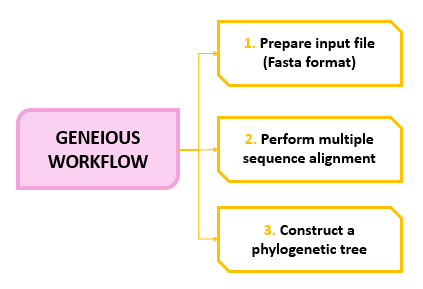 GENEIOUS
WORKFLOW
1. Prepare input file
(Fasta format)
2. Perform multiple
sequence alignment
3. Construct a
phylogenetic tree